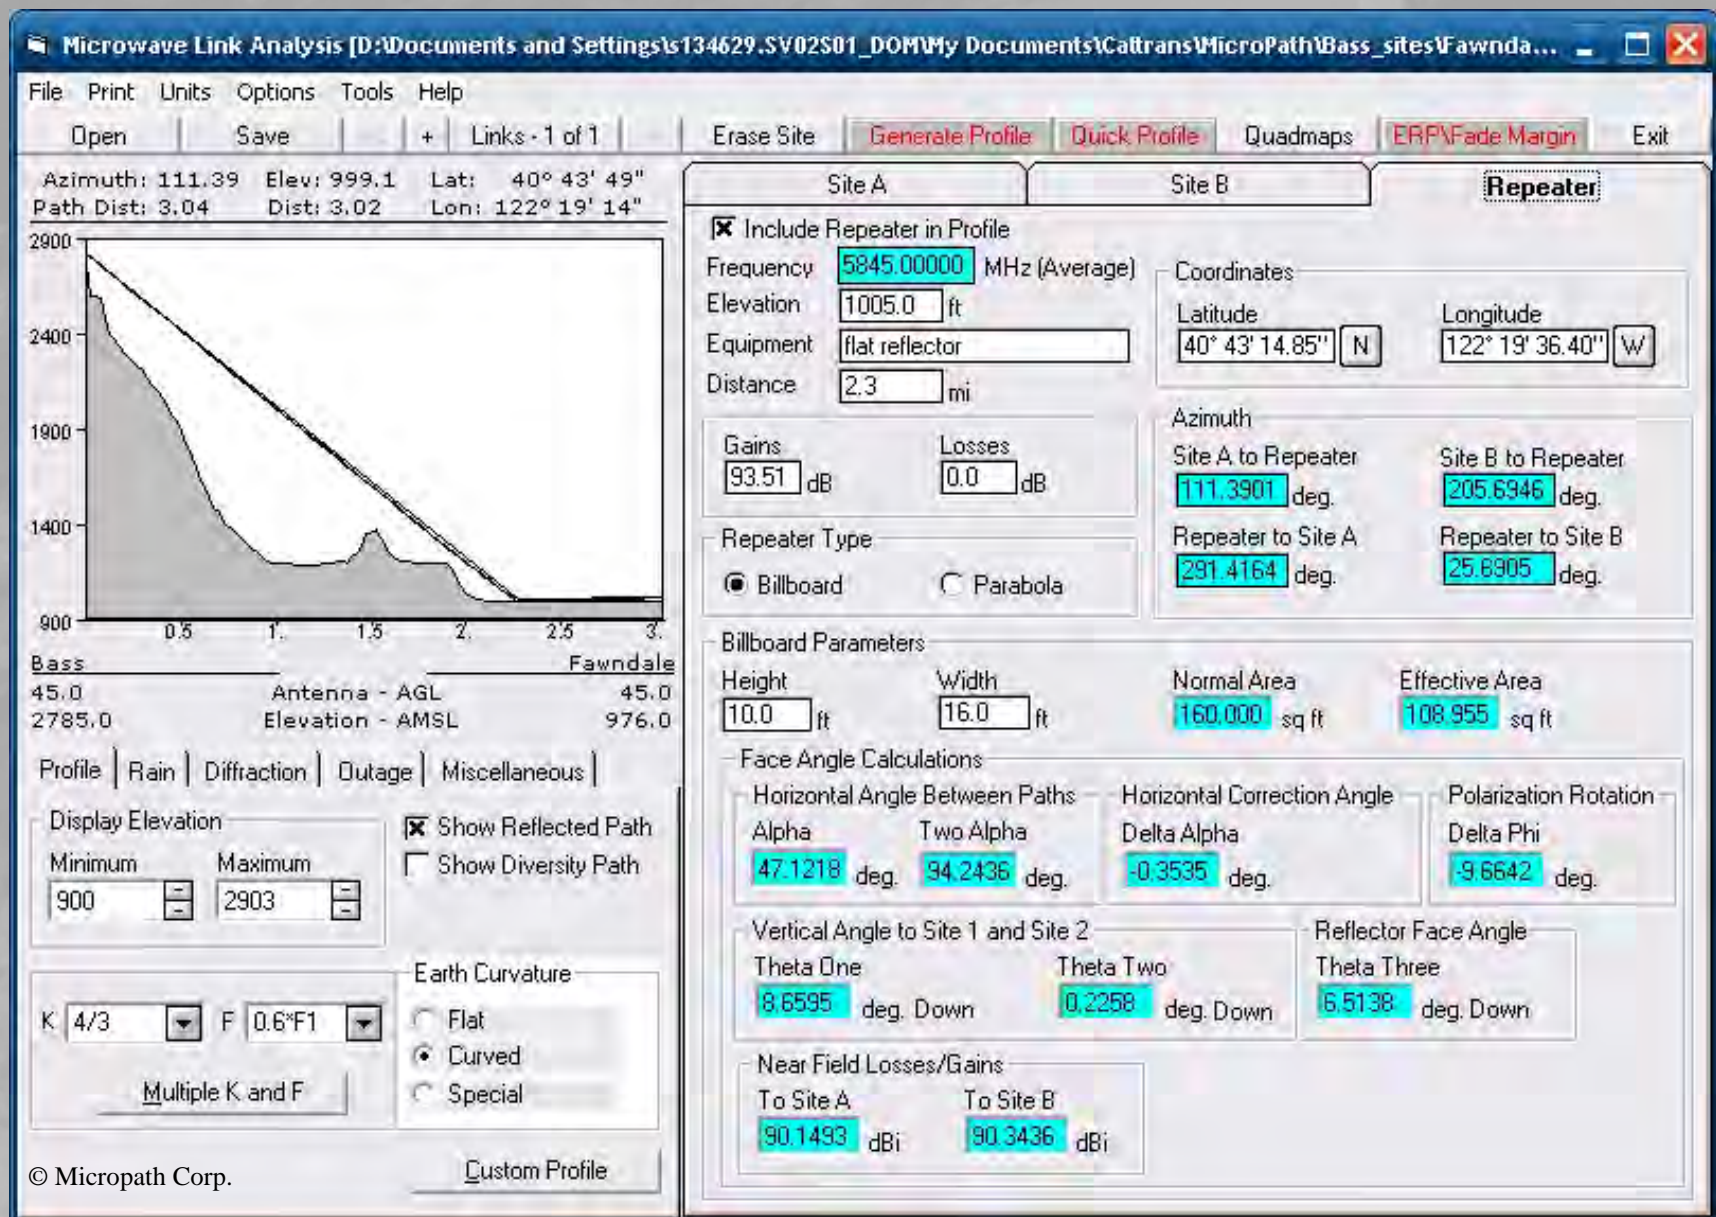 Microwave Link Analysis [D:\Documents and Settings\s134629.SV02S01_DOM\My Documents\Caltrans\MicroPath\Bass_sites\Fawnda...
File Print Units Options Tools Help
Open Save + Links - 1 of 1 Erase Site Generate Profile Quick Profile Quadmaps ERP\Fade Margin Exit
Azimuth: 111.39 Elev: 999.1 Lat: 40° 43' 49"
Path Dist: 3.04 Dist: 3.02 Lon: 122° 19' 14"
2900
2400
1900
1400
900
0.5 1. 1.5 2. 2.5 3.
Bass Fawndale
45.0 Antenna - AGL 45.0
2785.0 Elevation - AMSL 976.0
Profile Rain Diffraction Outage Miscellaneous
Display Elevation
Minimum Maximum
900 2903
Show Reflected Path
Show Diversity Path
K 4/3 F 0.6*F1
Multiple K and F
Earth Curvature
Flat
Curved
Special
Custom Profile
© Micropath Corp.
Site A Site B Repeater
Include Repeater in Profile
Frequency 5845.00000 MHz (Average)
Elevation 1005.0 ft
Equipment flat reflector
Distance 2.3 mi
Coordinates
Latitude Longitude
40° 43' 14.85" N 122° 19' 36.40" W
Gains Losses
93.51 dB 0.0 dB
Azimuth
Site A to Repeater Site B to Repeater
111.3901 deg. 205.6946 deg.
Repeater to Site A Repeater to Site B
291.4164 deg. 25.6905 deg.
Repeater Type
Billboard Parabola
Billboard Parameters
Height Width Normal Area Effective Area
10.0 ft 16.0 ft 160.000 sq ft 108.955 sq ft
Face Angle Calculations
Horizontal Angle Between Paths Horizontal Correction Angle Polarization Rotation
Alpha Two Alpha Delta Alpha Delta Phi
47.1218 deg. 94.2436 deg. -0.3535 deg. -9.6642 deg.
Vertical Angle to Site 1 and Site 2 Reflector Face Angle
Theta One Theta Two Theta Three
8.6595 deg. Down 0.2258 deg. Down 6.5138 deg. Down
Near Field Losses/Gains
To Site A To Site B
90.1493 dBi 90.3436 dBi